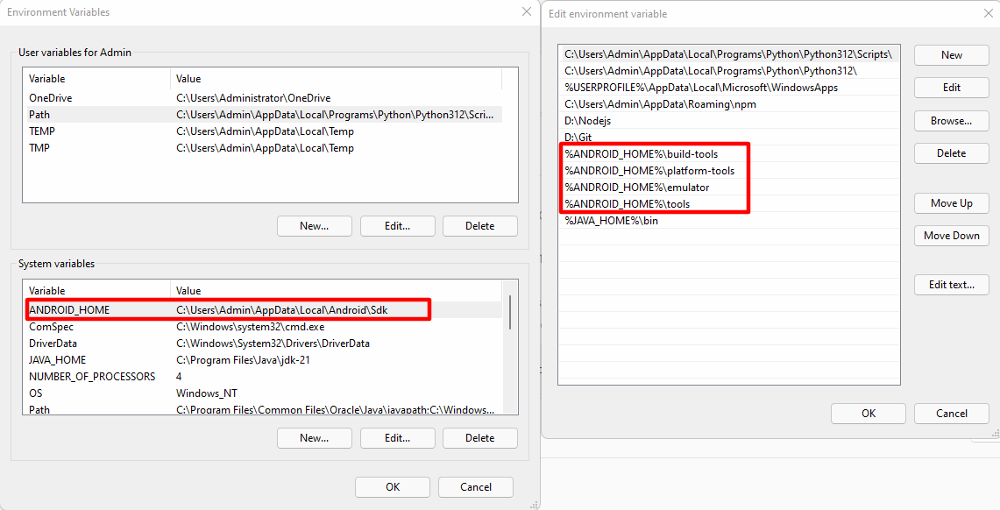 Environment Variables
User variables for Admin
Variable Value
OneDrive C:\Users\Administrator\OneDrive
Path C:\Users\Admin\AppData\Local\Programs\Python\Python312\Scri...
TEMP C:\Users\Admin\AppData\Local\Temp
TMP C:\Users\Admin\AppData\Local\Temp
New... Edit... Delete
System variables
Variable Value
ANDROID_HOME C:\Users\Admin\AppData\Local\Android\Sdk
ComSpec C:\Windows\system32\cmd.exe
DriverData C:\Windows\System32\Drivers\DriverData
JAVA_HOME C:\Program Files\Java\jdk-21
NUMBER_OF_PROCESSORS 4
OS Windows_NT
Path C:\Program Files\Common Files\Oracle\Java\javapath;C:\Windows...
New... Edit... Delete
OK Cancel
Edit environment variable
C:\Users\Admin\AppData\Local\Programs\Python\Python312\Scripts\
C:\Users\Admin\AppData\Local\Programs\Python\Python312\
%USERPROFILE%\AppData\Local\Microsoft\WindowsApps
C:\Users\Admin\AppData\Roaming\npm
D:\Nodejs
D:\Git
%ANDROID_HOME%\build-tools
%ANDROID_HOME%\platform-tools
%ANDROID_HOME%\emulator
%ANDROID_HOME%\tools
%JAVA_HOME%\bin
New
Edit
Browse...
Delete
Move Up
Move Down
Edit text...
OK Cancel